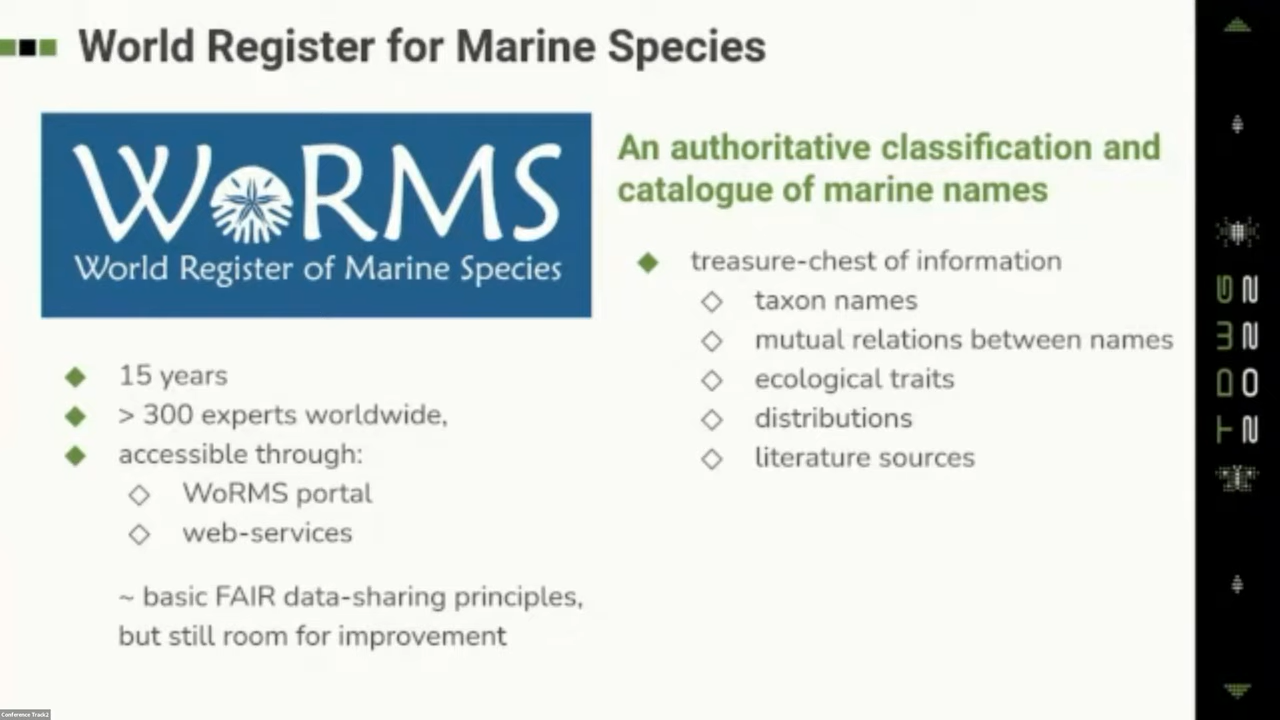 World Register for Marine Species
WoRMS
World Register of Marine Species
15 years
> 300 experts worldwide,
accessible through:
WoRMS portal
web-services
~ basic FAIR data-sharing principles,
but still room for improvement
An authoritative classification and
catalogue of marine names
treasure-chest of information
taxon names
mutual relations between names
ecological traits
distributions
literature sources
Conference Track2